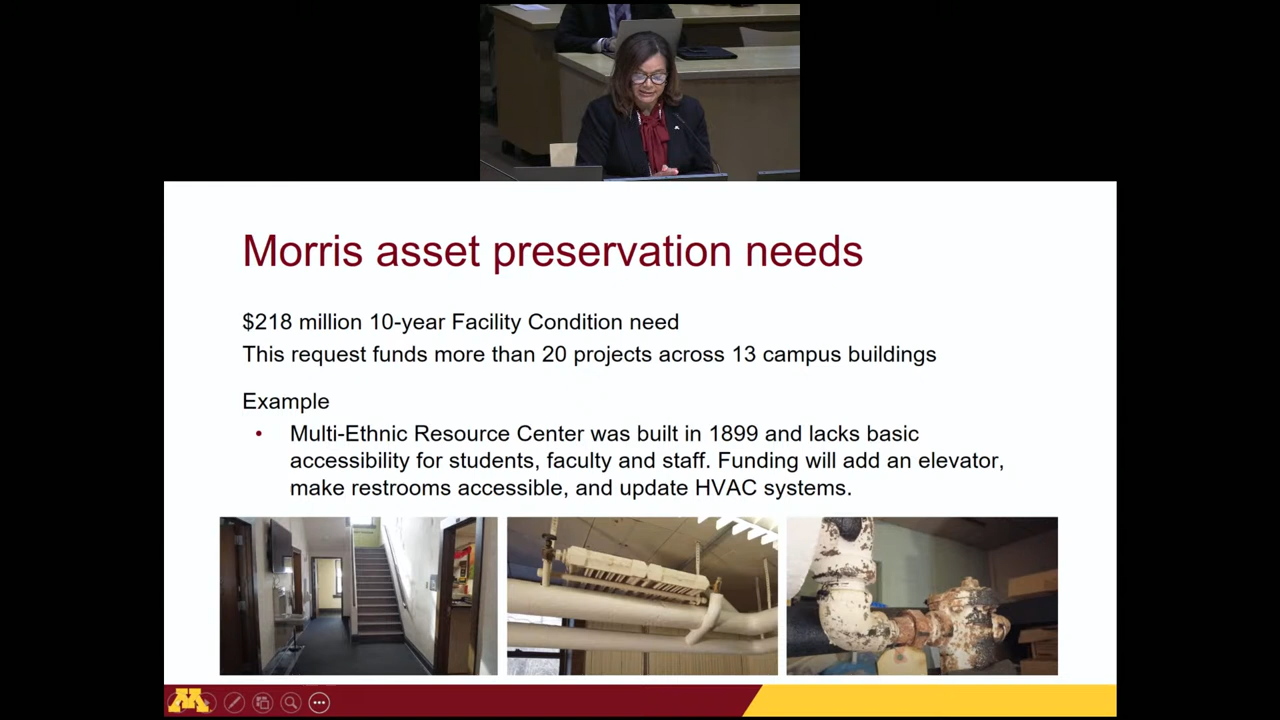 Morris asset preservation needs
$218 million 10-year Facility Condition need
This request funds more than 20 projects across 13 campus buildings
Example
• Multi-Ethnic Resource Center was built in 1899 and lacks basic
accessibility for students, faculty and staff. Funding will add an elevator,
make restrooms accessible, and update HVAC systems.
M